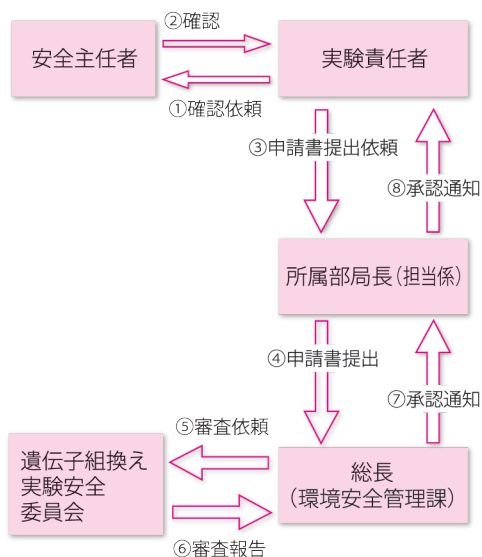 ②確認
安全主任者
実験責任者
①確認依頼
③申請書提出依頼
⑧承認通知
所属部局長（担当係）
④申請書提出
⑦承認通知
⑤審査依頼
遺伝子組換え
実験安全
委員会
総長
（環境安全管理課）
⑥審査報告